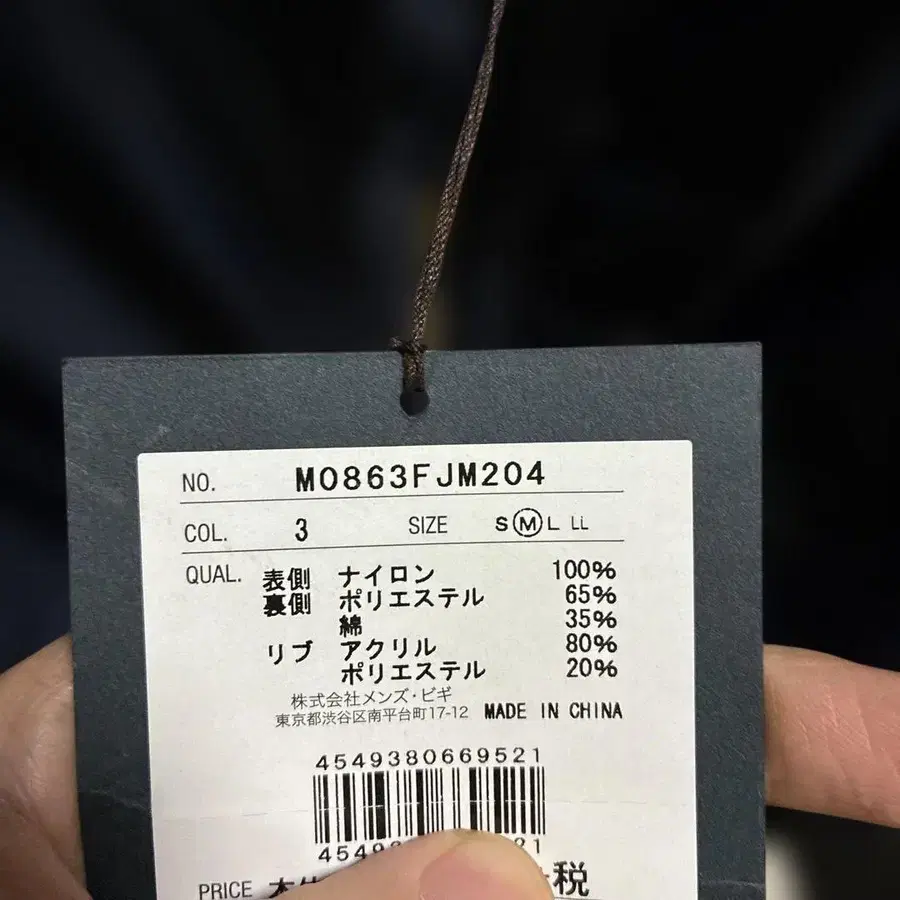 NO. M0863FJM204
COL. 3 SIZE S M L LL
QUAL. 表側 ナイロン 100%
裏側 ポリエステル 65%
綿 35%
リブ アクリル 80%
ポリエステル 20%
株式会社メンズ・ビギ
東京都渋谷区南平台町17-12 MADE IN CHINA
4549380669521
PRICE 税